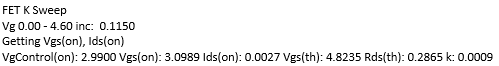 FET K Sweep
Vg 0.00 - 4.60 inc:  0.1150
Getting Vgs(on), Ids(on)
VgControl(on): 2.9900 Vgs(on): 3.0989 Ids(on): 0.0027 Vgs(th): 4.8235 Rds(th): 0.2865 k: 0.0009